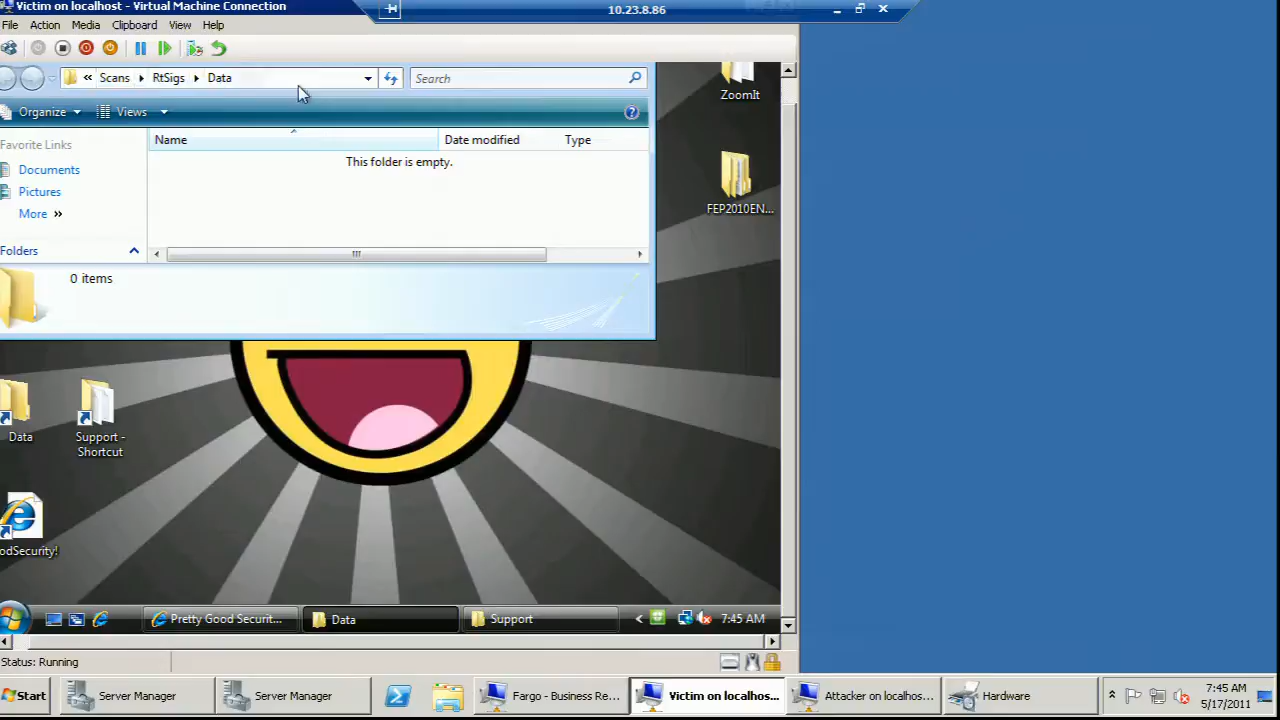 Victim on localhost - Virtual Machine Connection
10.23.8.86
File Action Media Clipboard View Help
« Scans RtSigs Data
Search
Organize Views
Favorite Links
Documents
Pictures
More »
Folders
Name Date modified Type
This folder is empty.
0 items
ZoomIt
FEP2010EN...
Data
Support -
Shortcut
odSecurity!
Pretty Good Securit... Data Support 7:45 AM
Status: Running
Start Server Manager Server Manager Fargo - Business Re... Victim on localhos... Attacker on localhos... Hardware
7:45 AM
5/17/2011